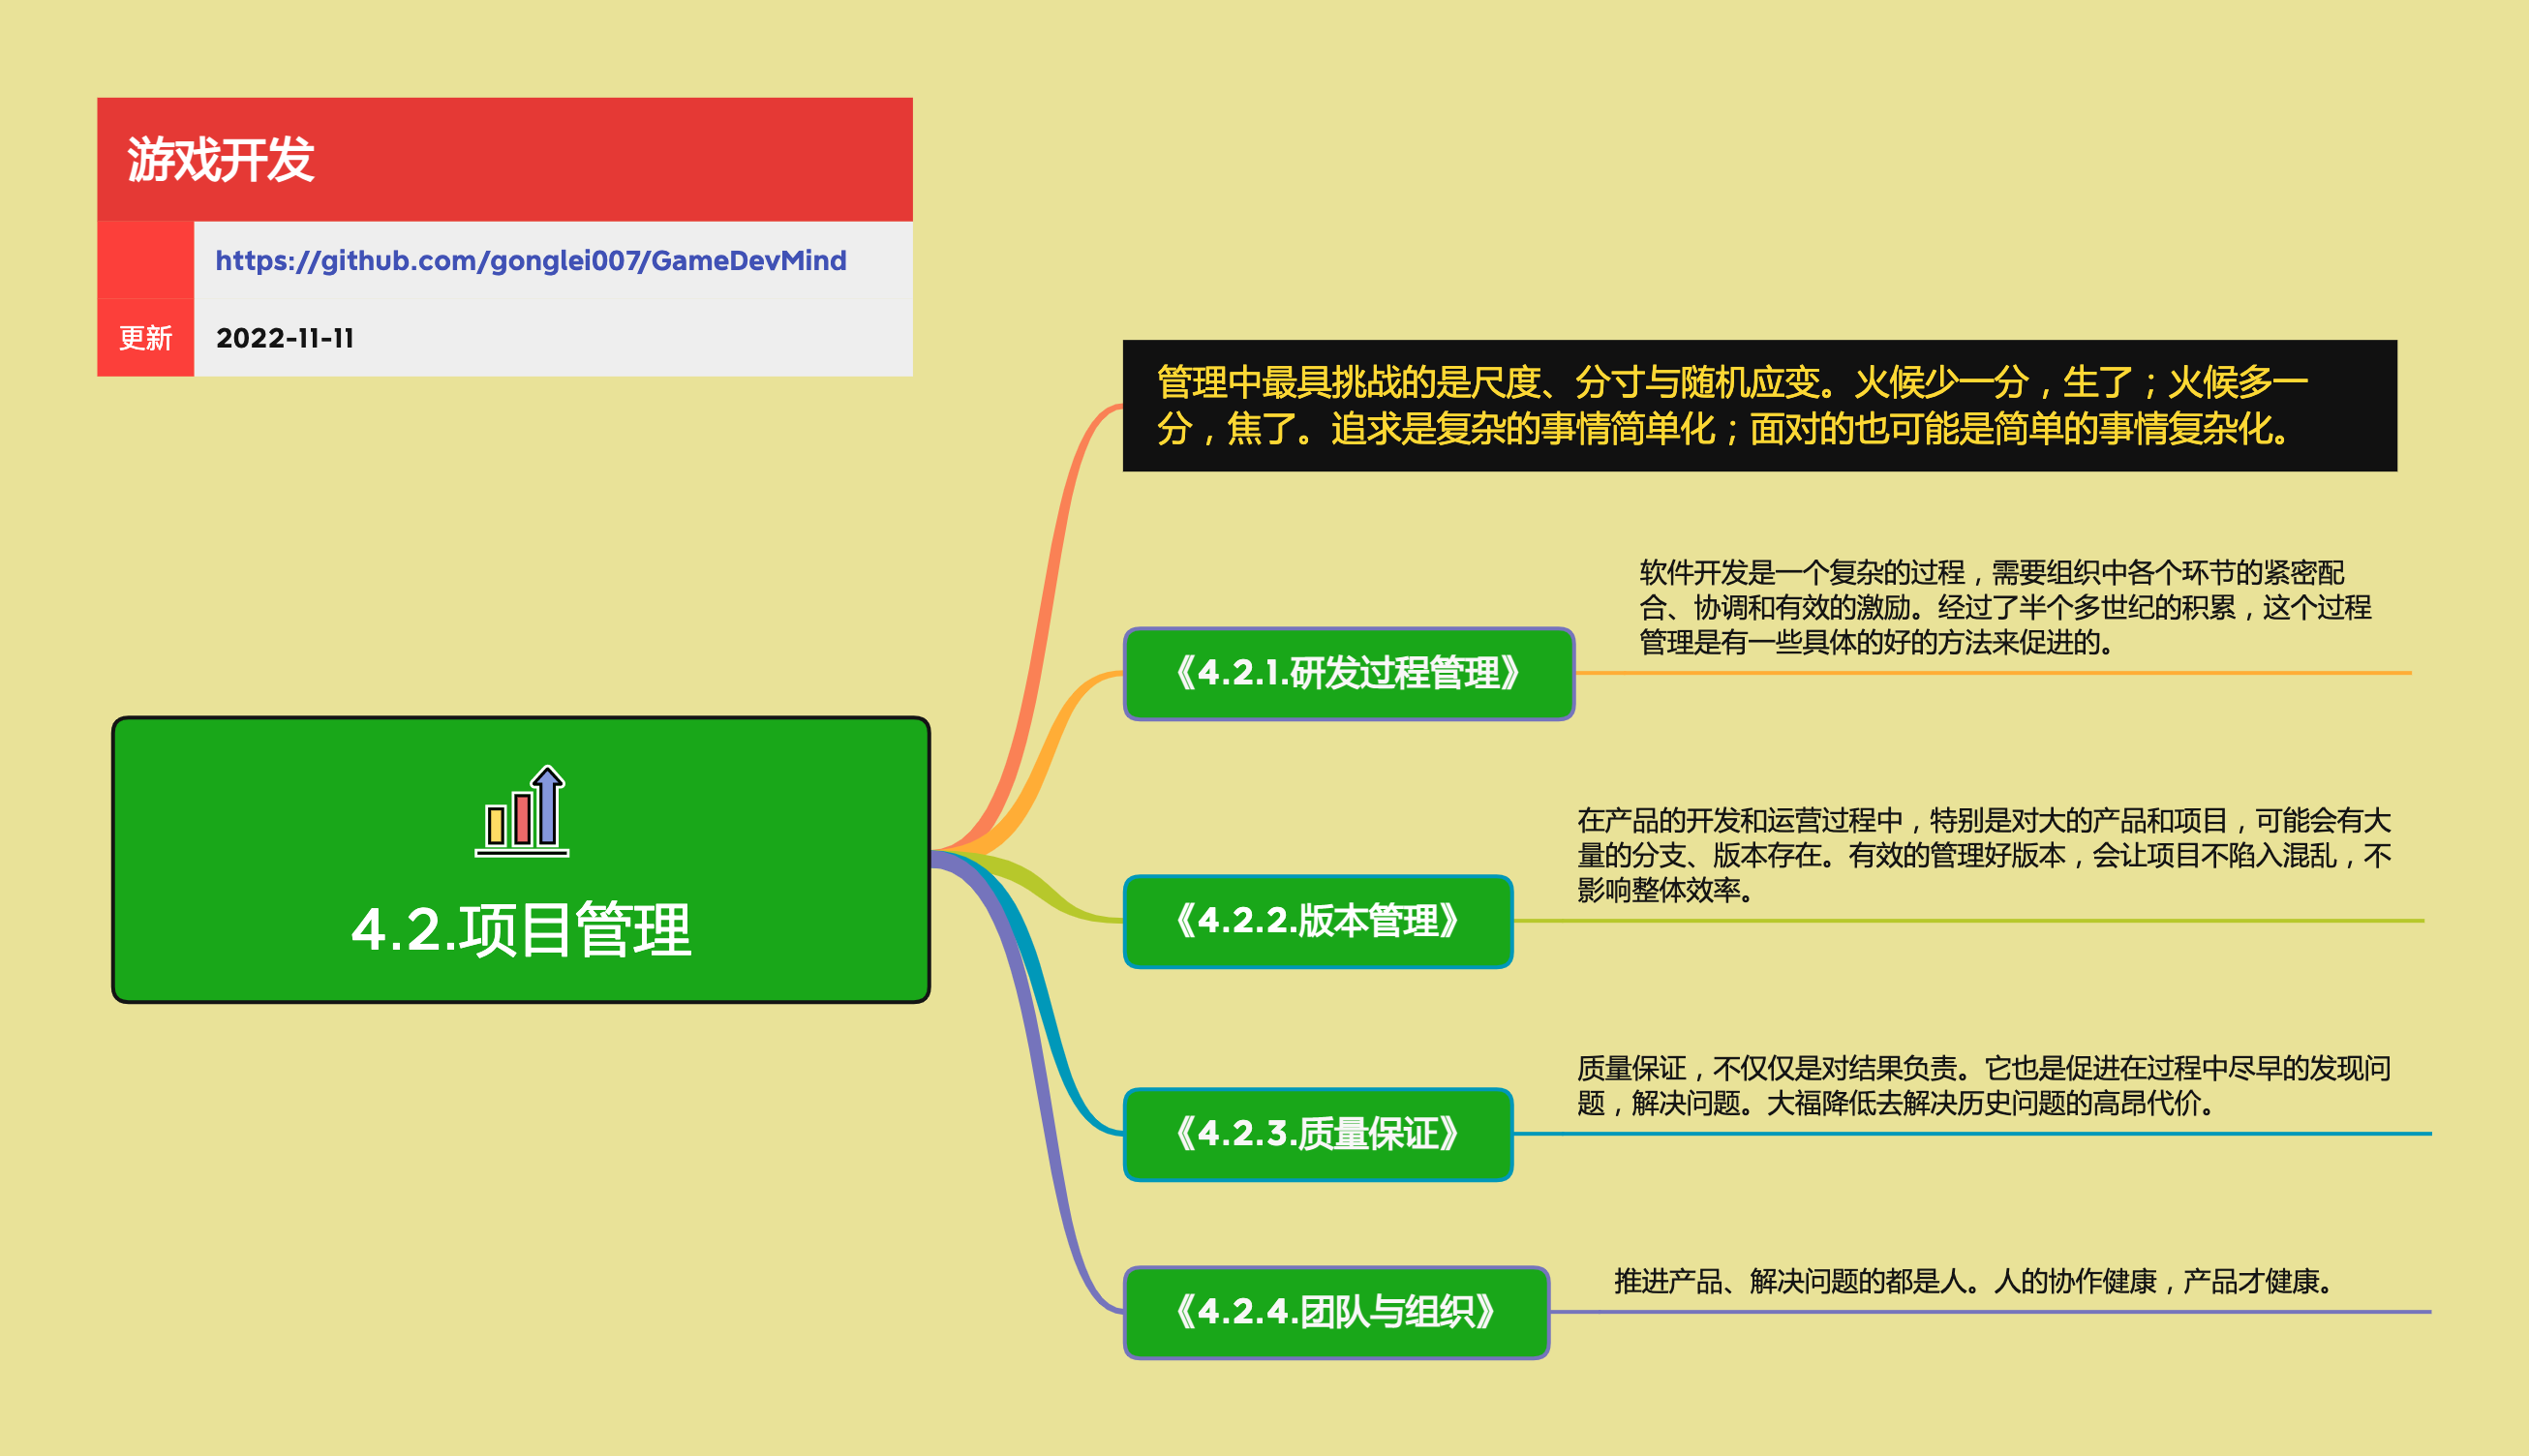 游戏开发
https://github.com/gonglei007/GameDevMind
更新
2022-11-11
管理中最具挑战的是尺度、分寸与随机应变。火候少一分，生了；火候多一
分，焦了。追求是复杂的事情简单化；面对的也可能是简单的事情复杂化。
软件开发是一个复杂的过程，需要组织中各个环节的紧密配
合、协调和有效的激励。经过了半个多世纪的积累，这个过程
管理是有一些具体的好的方法来促进的。
《4.2.1.研发过程管理》
4.2.项目管理
在产品的开发和运营过程中，特别是对大的产品和项目，可能会有大
量的分支、版本存在。有效的管理好版本，会让项目不陷入混乱，不
影响整体效率。
《4.2.2.版本管理》
质量保证，不仅仅是对结果负责。它也是促进在过程中尽早的发现问
题，解决问题。大福降低去解决历史问题的高昂代价。
《4.2.3.质量保证》
推进产品、解决问题的都是人。人的协作健康，产品才健康。
《4.2.4.团队与组织》